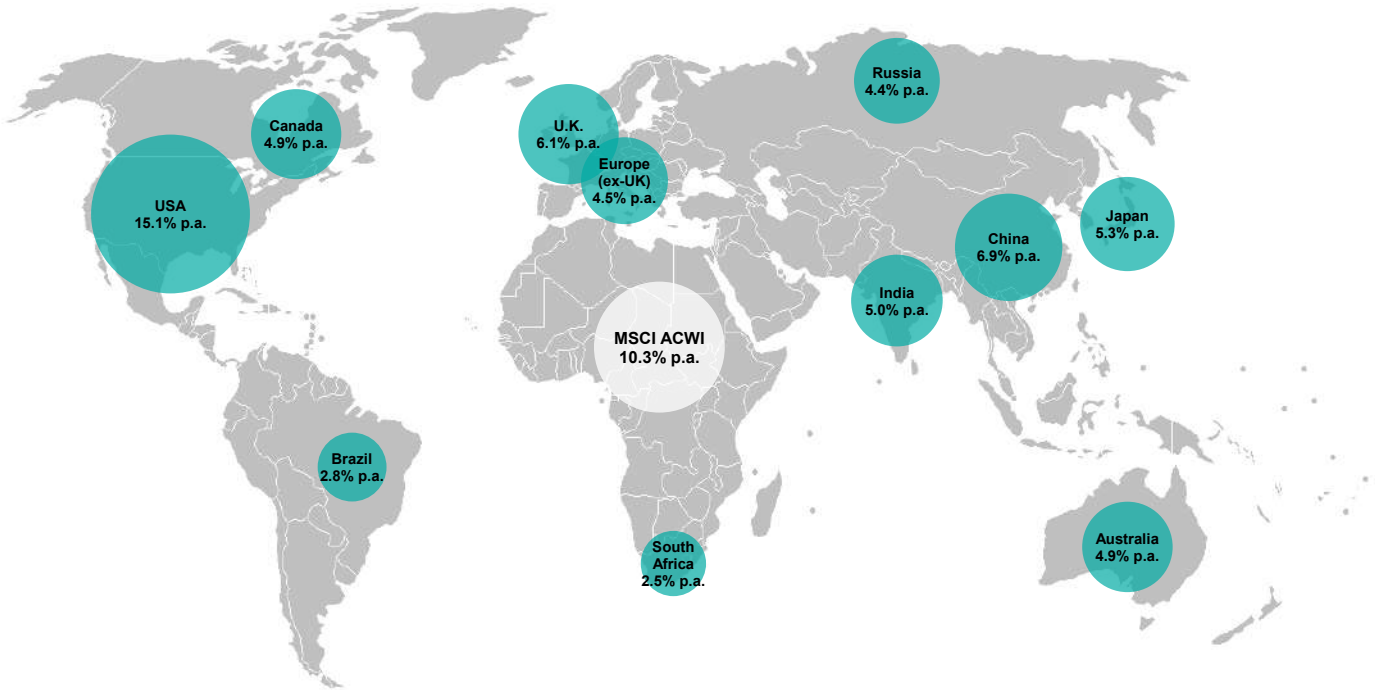 Russia
4.4% p.a.
Canada
4.9% p.a.
U.K.
6.1% p.a.
Europe
(ex-UK)
4.5% p.a.
USA
15.1% p.a.
Japan
5.3% p.a.
China
6.9% p.a.
India
5.0% p.a.
MSCI ACWI
10.3% p.a.
Brazil
2.8% p.a.
South
Africa
2.5% p.a.
Australia
4.9% p.a.